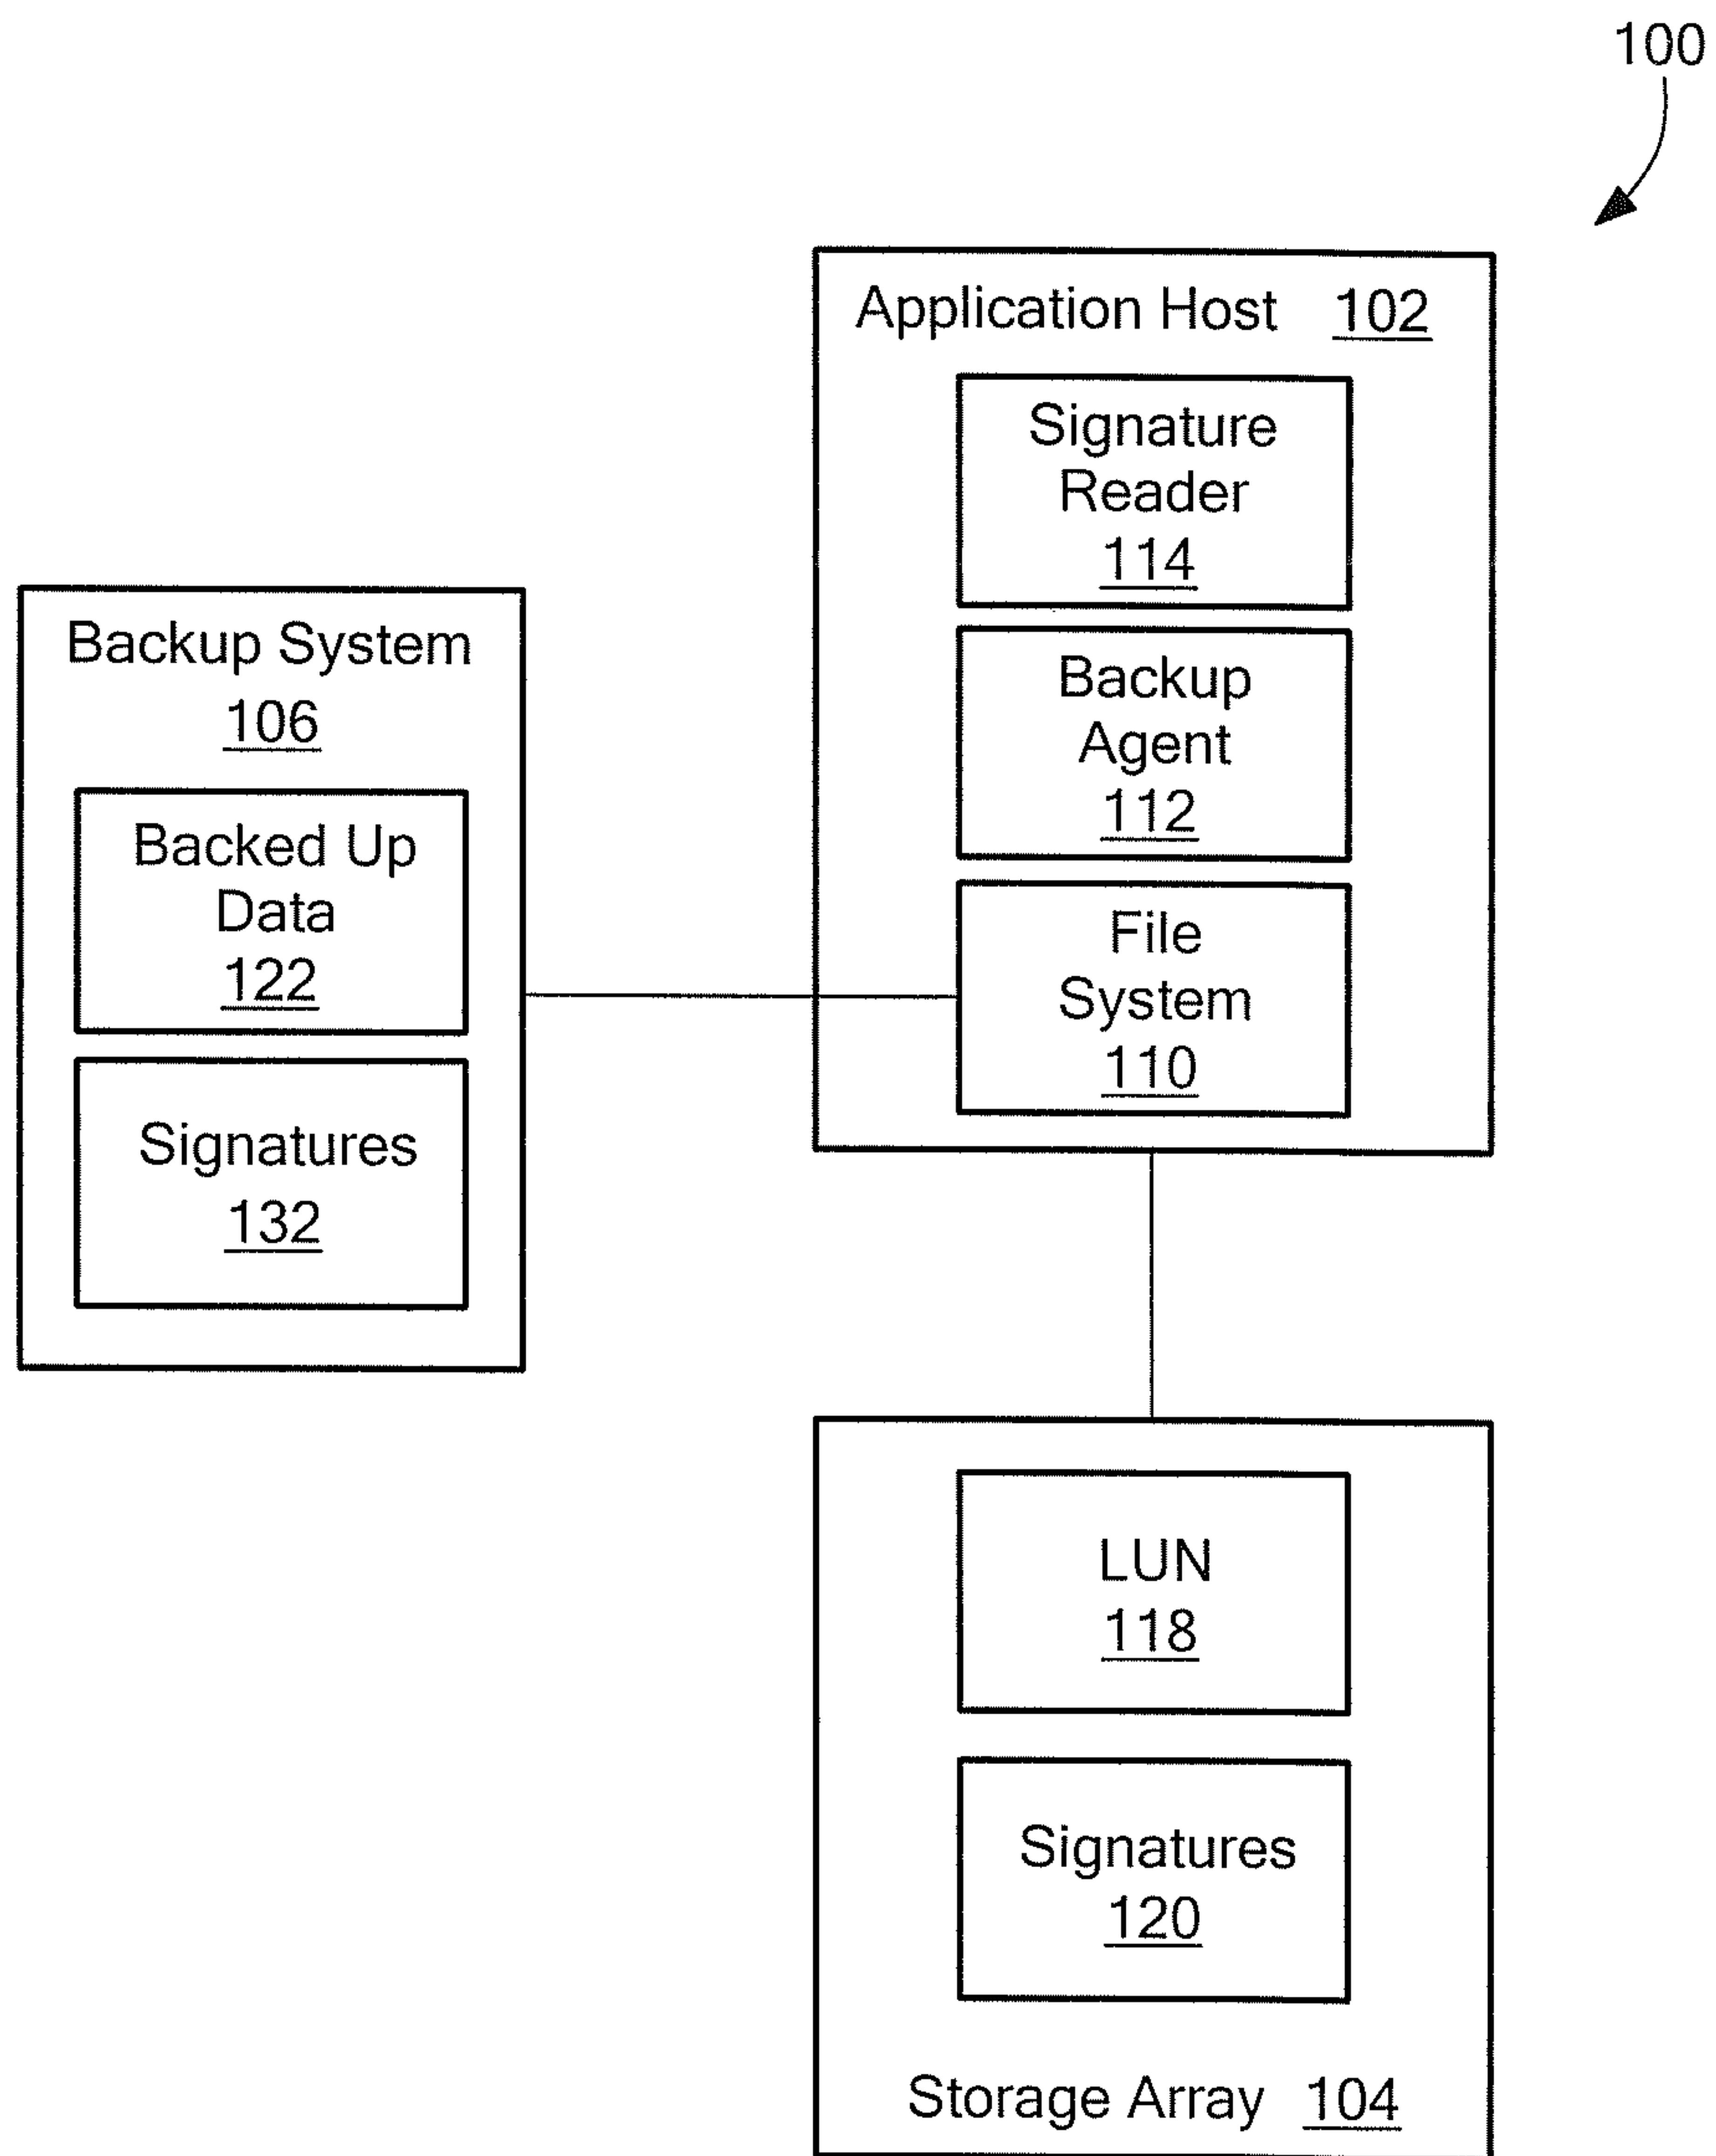 100
Application Host 102
Signature
Reader
114
Backup
Agent
112
File
System
110
Backup System
106
Backed Up
Data
122
Signatures
132
LUN
118
Signatures
120
Storage Array 104